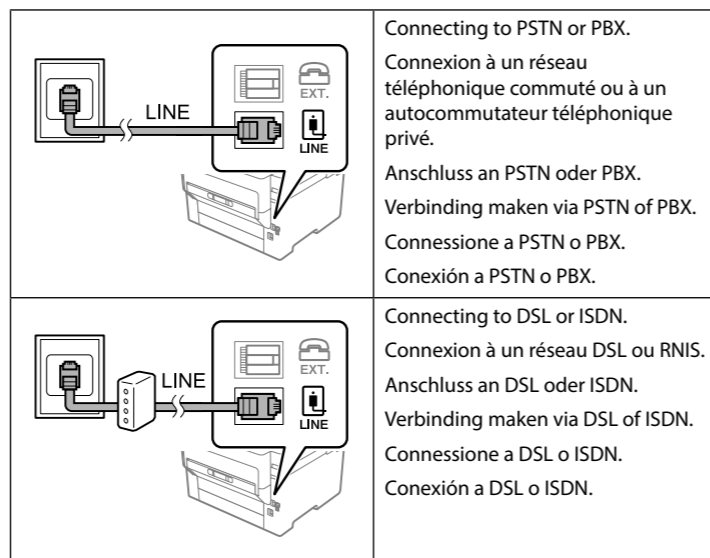 LINE
EXT.
LINE
Connecting to PSTN or PBX.
Connexion à un réseau
téléphonique commuté ou à un
autocommutateur téléphonique
privé.
Anschluss an PSTN oder PBX.
Verbinding maken via PSTN of PBX.
Connessione a PSTN o PBX.
Conexión a PSTN o PBX.
LINE
EXT.
LINE
Connecting to DSL or ISDN.
Connexion à un réseau DSL ou RNIS.
Anschluss an DSL oder ISDN.
Verbinding maken via DSL of ISDN.
Connessione a DSL o ISDN.
Conexión a DSL o ISDN.